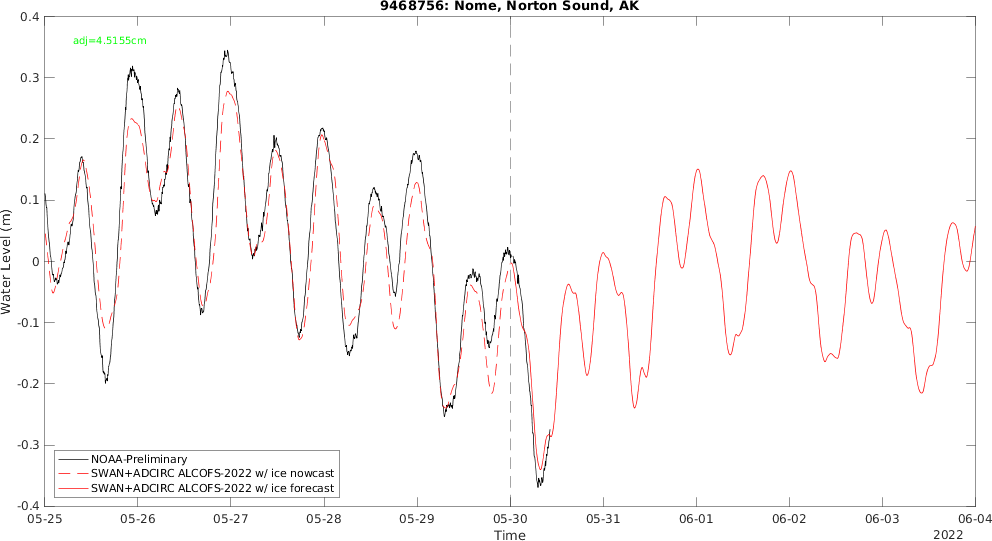 9468756: Nome, Norton Sound, AK
adj=4.5155cm
0.4
0.3
0.2
0.1
0
-0.1
-0.2
-0.3
-0.4
Water Level (m)
NOAA-Preliminary
SWAN+ADCIRC ALCOFS-2022 w/ ice nowcast
SWAN+ADCIRC ALCOFS-2022 w/ ice forecast
05-25 05-26 05-27 05-28 05-29 05-30 05-31 06-01 06-02 06-03 06-04
Time
2022